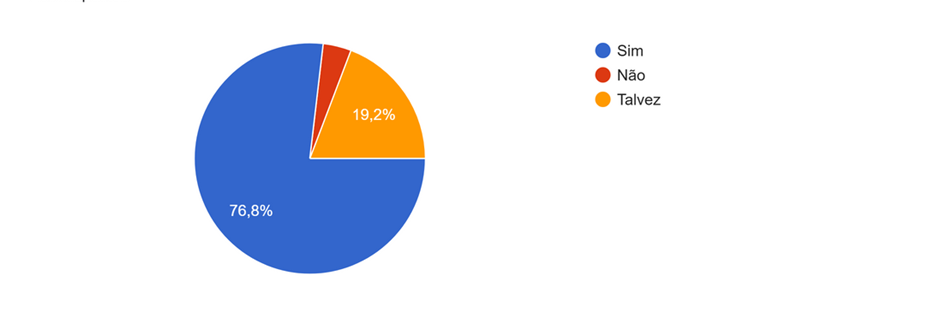 Sim
Não
19,2%
Talvez
76,8%